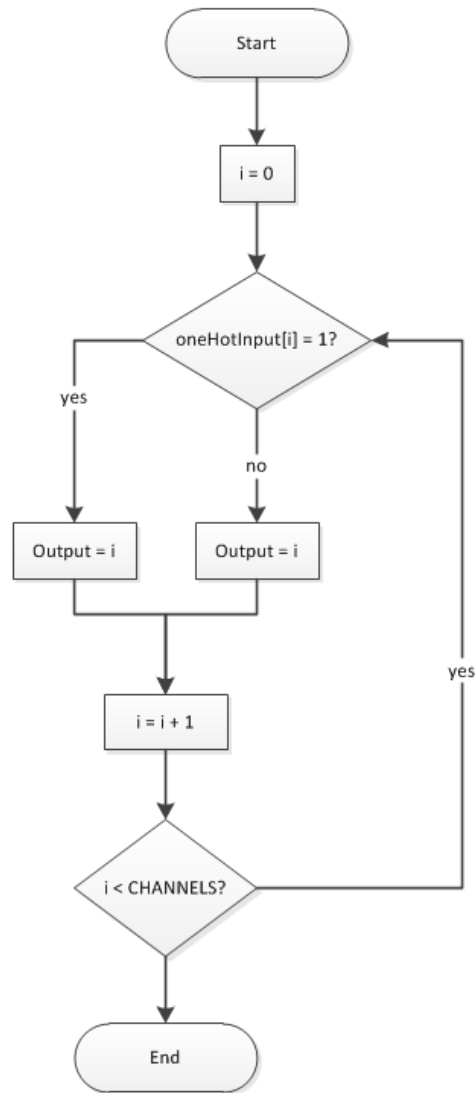 Start
i = 0
oneHotInput[i] = 1?
yes
no
Output = i
Output = i
yes
i = i + 1
i < CHANNELS?
End